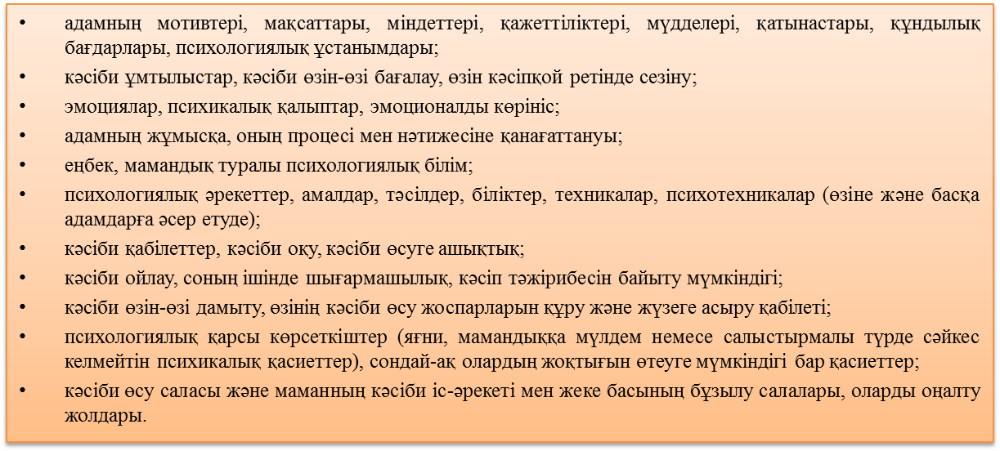 • адамның мотивтері, мақсаттары, міндеттері, қажеттіліктері, мүдделері, қатынастары, құндылық
бағдарлары, психологиялық ұстанымдары;
• кәсіби ұмтылыстар, кәсіби өзін-өзі бағалау, өзін кәсіпқой ретінде сезіну;
• эмоциялар, психикалық қалыптар, эмоционалды көрініс;
• адамның жұмысқа, оның процесі мен нәтижесіне қанағаттануы;
• еңбек, мамандық туралы психологиялық білім;
• психологиялық әрекеттер, амалдар, тәсілдер, біліктер, техникалар, психотехникалар (өзіне және басқа
адамдарға әсер етуде);
• кәсіби қабілеттер, кәсіби оқу, кәсіби өсуге ашықтық;
• кәсіби ойлау, соның ішінде шығармашылық, кәсіп тәжірибесін байыту мүмкіндігі;
• кәсіби өзін-өзі дамыту, өзінің кәсіби өсу жоспарларын құру және жүзеге асыру қабілеті;
• психологиялық қарсы көрсеткіштер (яғни, мамандыққа мүлдем немесе салыстырмалы түрде сәйкес
келмейтін психикалық қасиеттер), сондай-ақ олардың жоқтығын өтеуге мүмкіндігі бар қасиеттер;
• кәсіби өсу саласы және маманның кәсіби іс-әрекеті мен жеке басының бұзылу салалары, оларды оңалту
жолдары.